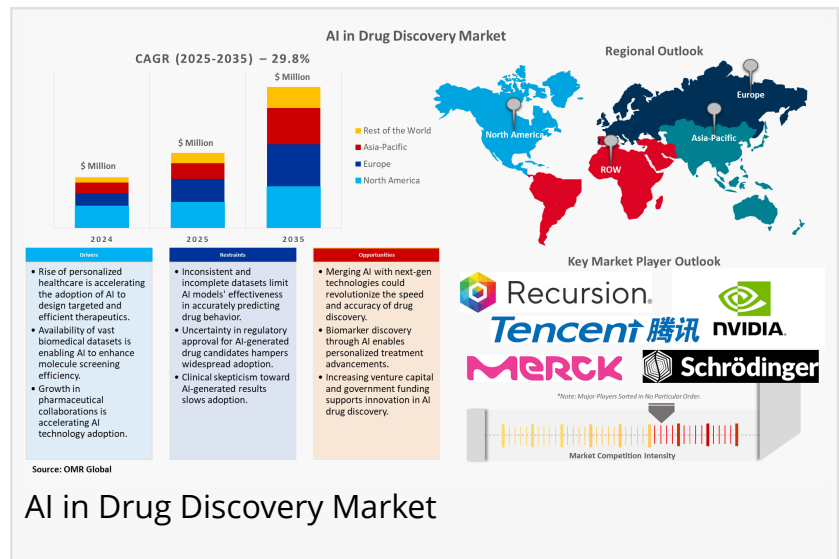 AI in Drug Discovery Market
CAGR (2025-2035) – 29.8%
$ Million
$ Million
$ Million
Rest of the World
Asia-Pacific
Europe
North America
2024
2025
2035
Regional Outlook
Europe
North America
Asia-Pacific
ROW
Drivers
• Rise of personalized
healthcare is accelerating
the adoption of AI to
design targeted and
efficient therapeutics.
• Availability of vast
biomedical datasets is
enabling AI to enhance
molecule screening
efficiency.
• Growth in
pharmaceutical
collaborations is
accelerating AI
technology adoption.
Restraints
• Inconsistent and
incomplete datasets limit
AI models' effectiveness
in accurately predicting
drug behavior.
• Uncertainty in regulatory
approval for AI-generated
drug candidates hampers
widespread adoption.
• Clinical skepticism toward
AI-generated results
slows adoption.
Opportunities
• Merging AI with next-gen
technologies could
revolutionize the speed
and accuracy of drug
discovery.
• Biomarker discovery
through AI enables
personalized treatment
advancements.
• Increasing venture capital
and government funding
supports innovation in AI
drug discovery.
Key Market Player Outlook
Recursion®
Tencent 腾讯
NVIDIA.
MERCK
Schrödinger
*Note: Major Players Sorted in No Particular Order.
Market Competition Intensity
Source: OMR Global
AI in Drug Discovery Market